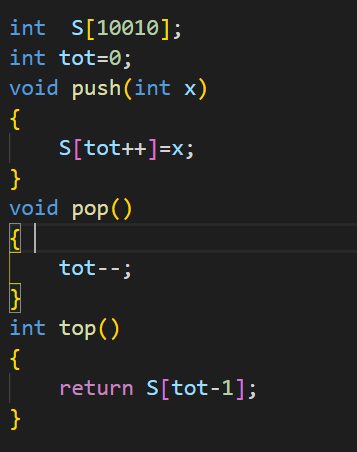 int  S[10010];
int tot=0;
void push(int x)
{
    S[tot++]=x;
}
void pop()
{
    tot--;
}
int top()
{
    return S[tot-1];
}